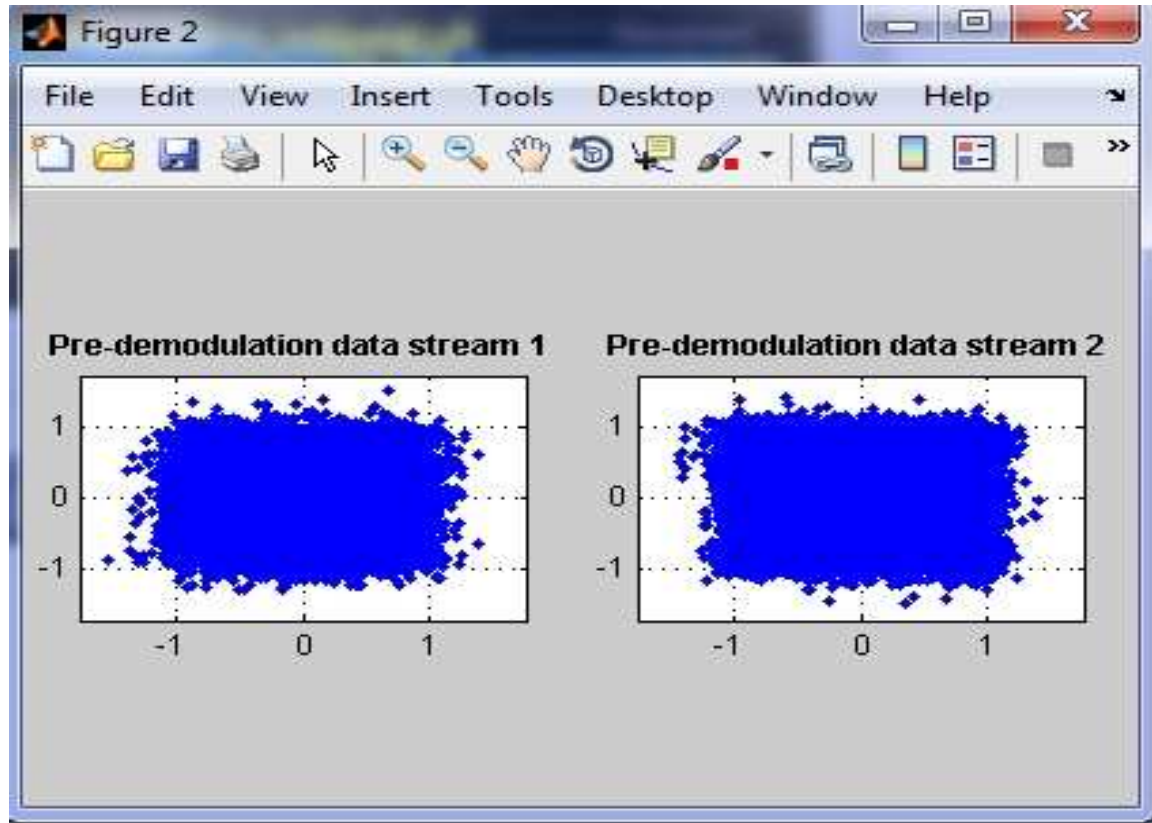 Figure 2
File Edit View Insert Tools Desktop Window Help
Pre-demodulation data stream 1
1
0
-1
-1 0 1
Pre-demodulation data stream 2
1
0
-1
-1 0 1